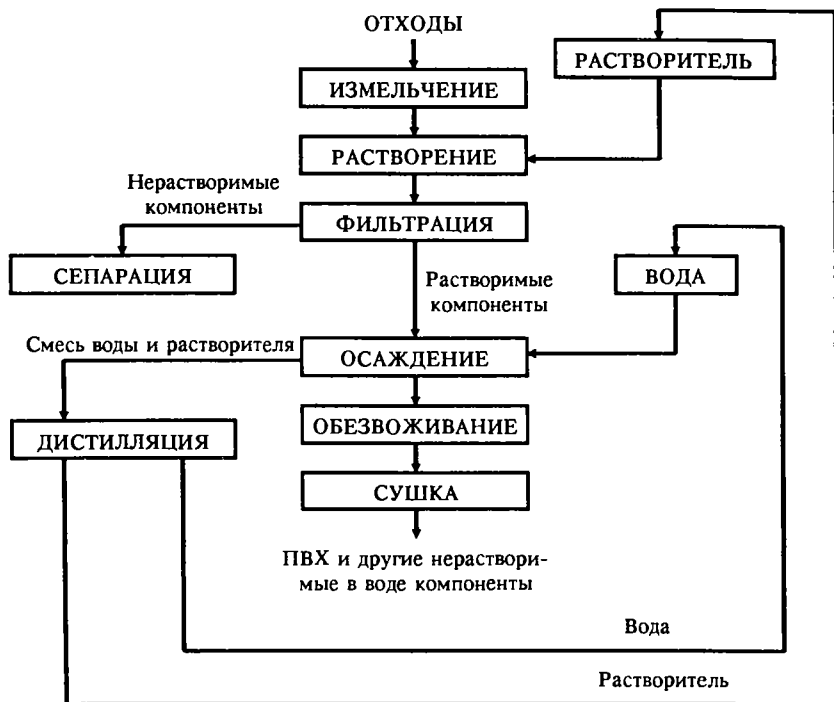 ОТХОДЫ
РАСТВОРИТЕЛЬ
ИЗМЕЛЬЧЕНИЕ
РАСТВОРЕНИЕ
Нерастворимые
компоненты
ФИЛЬТРАЦИЯ
СЕПАРАЦИЯ
Растворимые
компоненты
ВОДА
Смесь воды и растворителя
ОСАЖДЕНИЕ
ОБЕЗВОЖИВАНИЕ
ДИСТИЛЛЯЦИЯ
СУШКА
ПВХ и другие нераствори-
мые в воде компоненты
Вода
Растворитель